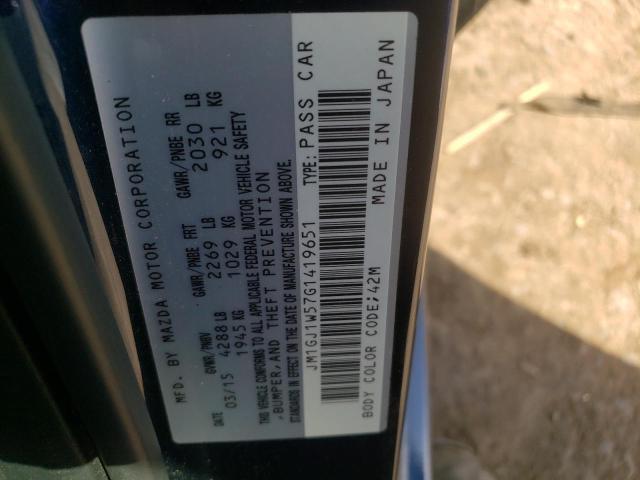 MFD. BY MAZDA MOTOR CORPORATION
DATE GVWR/PNBV GAWR/PNBE FRT GAWR/PNBE RR
03/15 4288 LB 2269 LB 2030 LB
1945 KG 1029 KG 921 KG
THIS VEHICLE CONFORMS TO ALL APPLICABLE FEDERAL MOTOR VEHICLE SAFETY
,BUMPER,AND THEFT PREVENTION
STANDARDS IN EFFECT ON THE DATE OF MANUFACTURE SHOWN ABOVE.
JM1GJ1W57G1419651 TYPE: PASS CAR
BODY COLOR CODE;42M MADE IN JAPAN